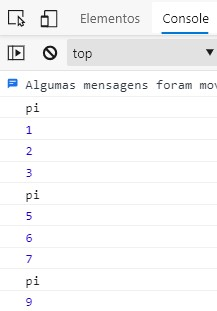 Elementos Console
top
Algumas mensagens foram mov
pi
1
2
3
pi
5
6
7
pi
9